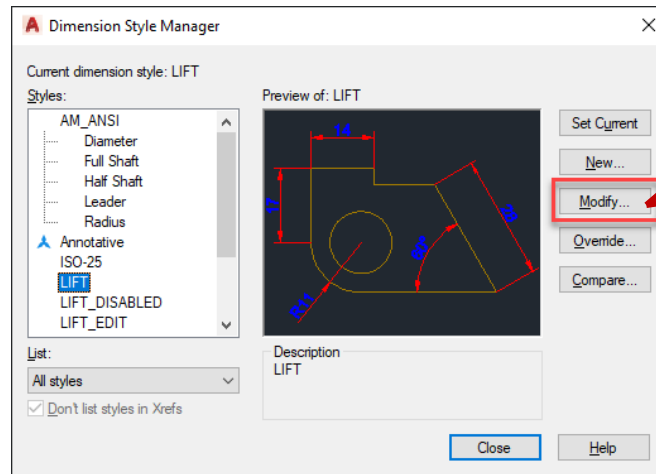 Dimension Style Manager
Current dimension style: LIFT
Styles:
AM_ANSI
Diameter
Full Shaft
Half Shaft
Leader
Radius
Annotative
ISO-25
LIFT
LIFT_DISABLED
LIFT_EDIT
List:
All styles
Don't list styles in Xrefs
Preview of: LIFT
14
17
28
60°
R11
Description
LIFT
Set Current
New...
Modify...
Override...
Compare...
Close
Help